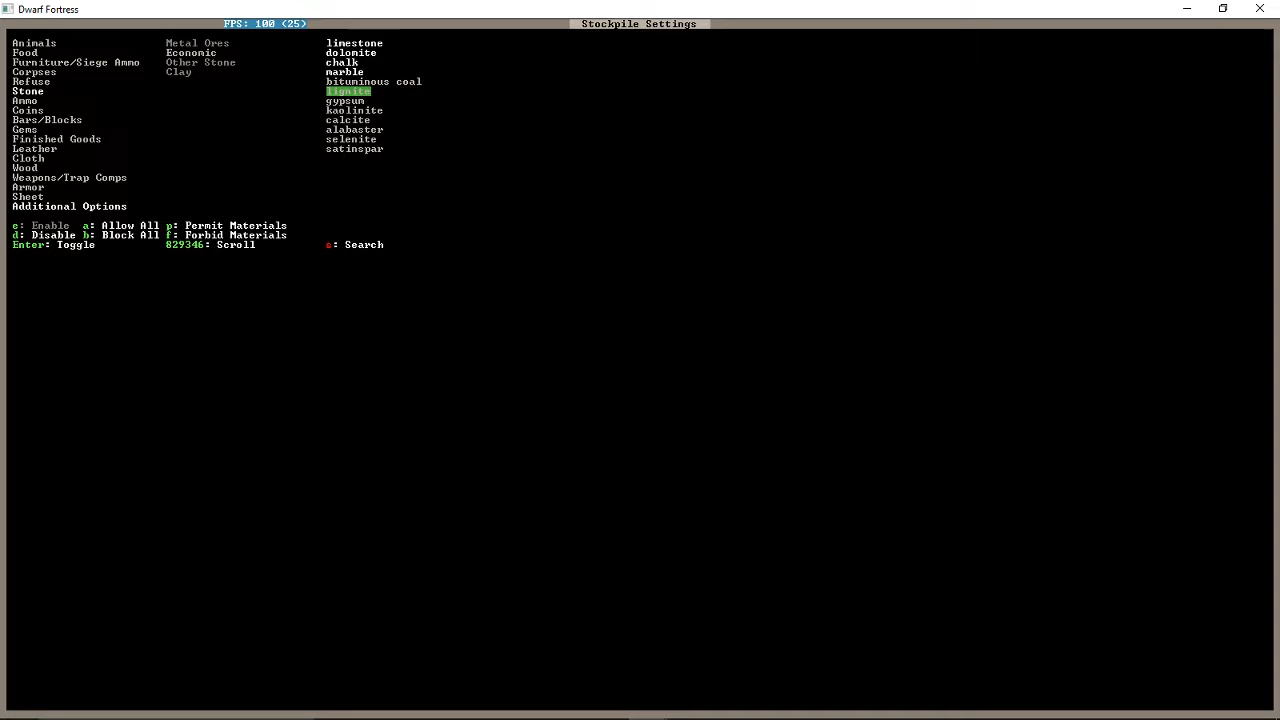 Dwarf Fortress
FPS: 100 (25)
Stockpile Settings
Animals Metal Ores limestone
Food Economic dolomite
Furniture/Siege Ammo Other Stone chalk
Corpses Clay marble
Refuse bituminous coal
Stone lignite
Ammo gypsum
Coins kaolinite
Bars/Blocks calcite
Gems alabaster
Finished Goods selenite
Leather satinspar
Cloth
Wood
Weapons/Trap Comps
Armor
Sheet
Additional Options
e: Enable a: Allow All p: Permit Materials
d: Disable b: Block All f: Forbid Materials
Enter: Toggle 829346: Scroll s: Search